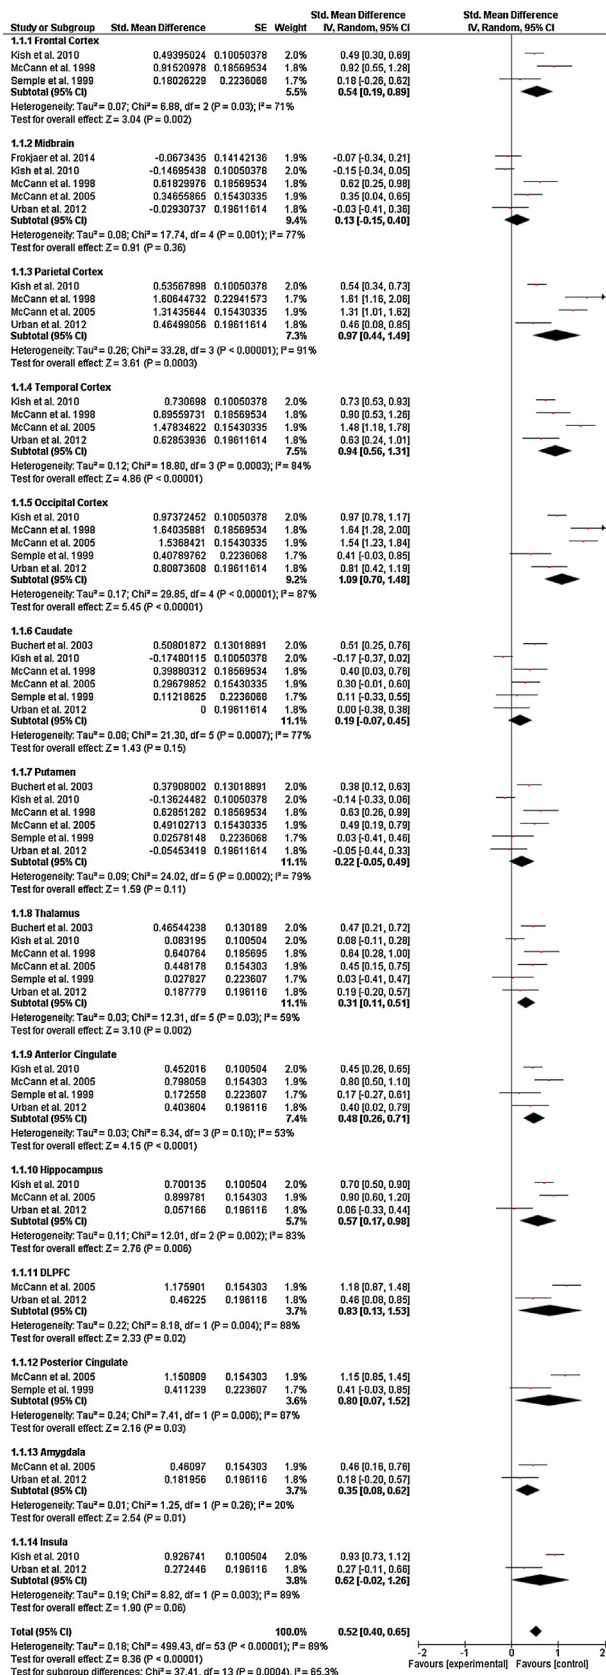 Std. Mean Difference Std. Mean Difference
Study or Subgroup Std. Mean Difference SE Weight IV, Random, 95% CI IV, Random, 95% CI
1.1.1 Frontal Cortex
Kish et al. 2010 0.49395024 0.10050378 2.0% 0.49 [0.30, 0.69]
McCann et al. 1998 0.91520978 0.18569534 1.8% 0.92 [0.55, 1.28]
Semple et al. 1999 0.18026229 0.2236068 1.7% 0.18 [-0.26, 0.62]
Subtotal (95% CI) 5.5% 0.54 [0.19, 0.89]
Heterogeneity: Tau² = 0.07; Chi² = 6.88, df = 2 (P = 0.03); I² = 71%
Test for overall effect: Z = 3.04 (P = 0.002)
1.1.2 Midbrain
Frokjaer et al. 2014 -0.0673435 0.14142136 1.9% -0.07 [-0.34, 0.21]
Kish et al. 2010 -0.14695438 0.10050378 2.0% -0.15 [-0.34, 0.05]
McCann et al. 1998 0.61829976 0.18569534 1.8% 0.62 [0.25, 0.98]
McCann et al. 2005 0.34655865 0.15430335 1.9% 0.35 [0.04, 0.65]
Urban et al. 2012 -0.02930737 0.19611614 1.8% -0.03 [-0.41, 0.36]
Subtotal (95% CI) 9.4% 0.13 [-0.15, 0.40]
Heterogeneity: Tau² = 0.08; Chi² = 17.74, df = 4 (P = 0.001); I² = 77%
Test for overall effect: Z = 0.91 (P = 0.36)
1.1.3 Parietal Cortex
Kish et al. 2010 0.53567898 0.10050378 2.0% 0.54 [0.34, 0.73]
McCann et al. 1998 1.60644732 0.22941573 1.7% 1.61 [1.16, 2.06]
McCann et al. 2005 1.31435644 0.15430335 1.9% 1.31 [1.01, 1.62]
Urban et al. 2012 0.46499056 0.19611614 1.8% 0.46 [0.08, 0.85]
Subtotal (95% CI) 7.3% 0.97 [0.44, 1.49]
Heterogeneity: Tau² = 0.26; Chi² = 33.28, df = 3 (P < 0.00001); I² = 91%
Test for overall effect: Z = 3.61 (P = 0.0003)
1.1.4 Temporal Cortex
Kish et al. 2010 0.730698 0.10050378 2.0% 0.73 [0.53, 0.93]
McCann et al. 1998 0.89559731 0.18569534 1.8% 0.90 [0.53, 1.26]
McCann et al. 2005 1.47834622 0.15430335 1.9% 1.48 [1.18, 1.78]
Urban et al. 2012 0.62853936 0.19611614 1.8% 0.63 [0.24, 1.01]
Subtotal (95% CI) 7.5% 0.94 [0.56, 1.31]
Heterogeneity: Tau² = 0.12; Chi² = 18.80, df = 3 (P = 0.0003); I² = 84%
Test for overall effect: Z = 4.86 (P < 0.00001)
1.1.5 Occipital Cortex
Kish et al. 2010 0.97372452 0.10050378 2.0% 0.97 [0.78, 1.17]
McCann et al. 1998 1.64035881 0.18569534 1.8% 1.64 [1.28, 2.00]
McCann et al. 2005 1.5368421 0.15430335 1.9% 1.54 [1.23, 1.84]
Semple et al. 1999 0.40789762 0.2236068 1.7% 0.41 [-0.03, 0.85]
Urban et al. 2012 0.80873608 0.19611614 1.8% 0.81 [0.42, 1.19]
Subtotal (95% CI) 9.2% 1.09 [0.70, 1.48]
Heterogeneity: Tau² = 0.17; Chi² = 29.85, df = 4 (P < 0.00001); I² = 87%
Test for overall effect: Z = 5.45 (P < 0.00001)
1.1.6 Caudate
Buchert et al. 2003 0.50801872 0.13018891 2.0% 0.51 [0.25, 0.76]
Kish et al. 2010 -0.17480115 0.10050378 2.0% -0.17 [-0.37, 0.02]
McCann et al. 1998 0.39880312 0.18569534 1.8% 0.40 [0.03, 0.76]
McCann et al. 2005 0.29679852 0.15430335 1.9% 0.30 [-0.01, 0.60]
Semple et al. 1999 0.11218625 0.2236068 1.7% 0.11 [-0.33, 0.55]
Urban et al. 2012 0 0.19611614 1.8% 0.00 [-0.38, 0.38]
Subtotal (95% CI) 11.1% 0.19 [-0.07, 0.45]
Heterogeneity: Tau² = 0.08; Chi² = 21.30, df = 5 (P = 0.0007); I² = 77%
Test for overall effect: Z = 1.43 (P = 0.15)
1.1.7 Putamen
Buchert et al. 2003 0.37908002 0.13018891 2.0% 0.38 [0.12, 0.63]
Kish et al. 2010 -0.13624482 0.10050378 2.0% -0.14 [-0.33, 0.06]
McCann et al. 1998 0.62851282 0.18569534 1.8% 0.63 [0.26, 0.99]
McCann et al. 2005 0.49102713 0.15430335 1.9% 0.49 [0.19, 0.79]
Semple et al. 1999 0.02578148 0.2236068 1.7% 0.03 [-0.41, 0.46]
Urban et al. 2012 -0.05453419 0.19611614 1.8% -0.05 [-0.44, 0.33]
Subtotal (95% CI) 11.1% 0.22 [-0.05, 0.49]
Heterogeneity: Tau² = 0.09; Chi² = 24.02, df = 5 (P = 0.0002); I² = 79%
Test for overall effect: Z = 1.59 (P = 0.11)
1.1.8 Thalamus
Buchert et al. 2003 0.46544238 0.130189 2.0% 0.47 [0.21, 0.72]
Kish et al. 2010 0.083195 0.100504 2.0% 0.08 [-0.11, 0.28]
McCann et al. 1998 0.640764 0.185695 1.8% 0.64 [0.28, 1.00]
McCann et al. 2005 0.448178 0.154303 1.9% 0.45 [0.15, 0.75]
Semple et al. 1999 0.027827 0.223607 1.7% 0.03 [-0.41, 0.47]
Urban et al. 2012 0.187779 0.196116 1.8% 0.19 [-0.20, 0.57]
Subtotal (95% CI) 11.1% 0.31 [0.11, 0.51]
Heterogeneity: Tau² = 0.03; Chi² = 12.31, df = 5 (P = 0.03); I² = 59%
Test for overall effect: Z = 3.10 (P = 0.002)
1.1.9 Anterior Cingulate
Kish et al. 2010 0.452016 0.100504 2.0% 0.45 [0.26, 0.65]
McCann et al. 2005 0.798059 0.154303 1.9% 0.80 [0.50, 1.10]
Semple et al. 1999 0.172558 0.223607 1.7% 0.17 [-0.27, 0.61]
Urban et al. 2012 0.403604 0.196116 1.8% 0.40 [0.02, 0.79]
Subtotal (95% CI) 7.4% 0.48 [0.26, 0.71]
Heterogeneity: Tau² = 0.03; Chi² = 6.34, df = 3 (P = 0.10); I² = 53%
Test for overall effect: Z = 4.15 (P < 0.0001)
1.1.10 Hippocampus
Kish et al. 2010 0.700135 0.100504 2.0% 0.70 [0.50, 0.90]
McCann et al. 2005 0.899781 0.154303 1.9% 0.90 [0.60, 1.20]
Urban et al. 2012 0.057166 0.196116 1.8% 0.06 [-0.33, 0.44]
Subtotal (95% CI) 5.7% 0.57 [0.17, 0.98]
Heterogeneity: Tau² = 0.11; Chi² = 12.01, df = 2 (P = 0.002); I² = 83%
Test for overall effect: Z = 2.76 (P = 0.006)
1.1.11 DLPFC
McCann et al. 2005 1.175901 0.154303 1.9% 1.18 [0.87, 1.48]
Urban et al. 2012 0.46225 0.196116 1.8% 0.46 [0.08, 0.85]
Subtotal (95% CI) 3.7% 0.83 [0.13, 1.53]
Heterogeneity: Tau² = 0.22; Chi² = 8.18, df = 1 (P = 0.004); I² = 88%
Test for overall effect: Z = 2.33 (P = 0.02)
1.1.12 Posterior Cingulate
McCann et al. 2005 1.150809 0.154303 1.9% 1.15 [0.85, 1.45]
Semple et al. 1999 0.411239 0.223607 1.7% 0.41 [-0.03, 0.85]
Subtotal (95% CI) 3.6% 0.80 [0.07, 1.52]
Heterogeneity: Tau² = 0.24; Chi² = 7.41, df = 1 (P = 0.006); I² = 87%
Test for overall effect: Z = 2.16 (P = 0.03)
1.1.13 Amygdala
McCann et al. 2005 0.46097 0.154303 1.9% 0.46 [0.16, 0.76]
Urban et al. 2012 0.181956 0.196116 1.8% 0.18 [-0.20, 0.57]
Subtotal (95% CI) 3.7% 0.35 [0.08, 0.62]
Heterogeneity: Tau² = 0.01; Chi² = 1.25, df = 1 (P = 0.26); I² = 20%
Test for overall effect: Z = 2.54 (P = 0.01)
1.1.14 Insula
Kish et al. 2010 0.926741 0.100504 2.0% 0.93 [0.73, 1.12]
Urban et al. 2012 0.272446 0.196116 1.8% 0.27 [-0.11, 0.66]
Subtotal (95% CI) 3.8% 0.62 [-0.02, 1.26]
Heterogeneity: Tau² = 0.19; Chi² = 8.82, df = 1 (P = 0.003); I² = 89%
Test for overall effect: Z = 1.90 (P = 0.06)
Total (95% CI) 100.0% 0.52 [0.40, 0.65]
Heterogeneity: Tau² = 0.18; Chi² = 499.43, df = 53 (P < 0.00001); I² = 89%
Test for overall effect: Z = 8.36 (P < 0.00001)
Test for subgroup differences: Chi² = 37.41, df = 13 (P = 0.0004), I² = 65.3%
-2 -1 0 1 2
Favours [experimental] Favours [control]